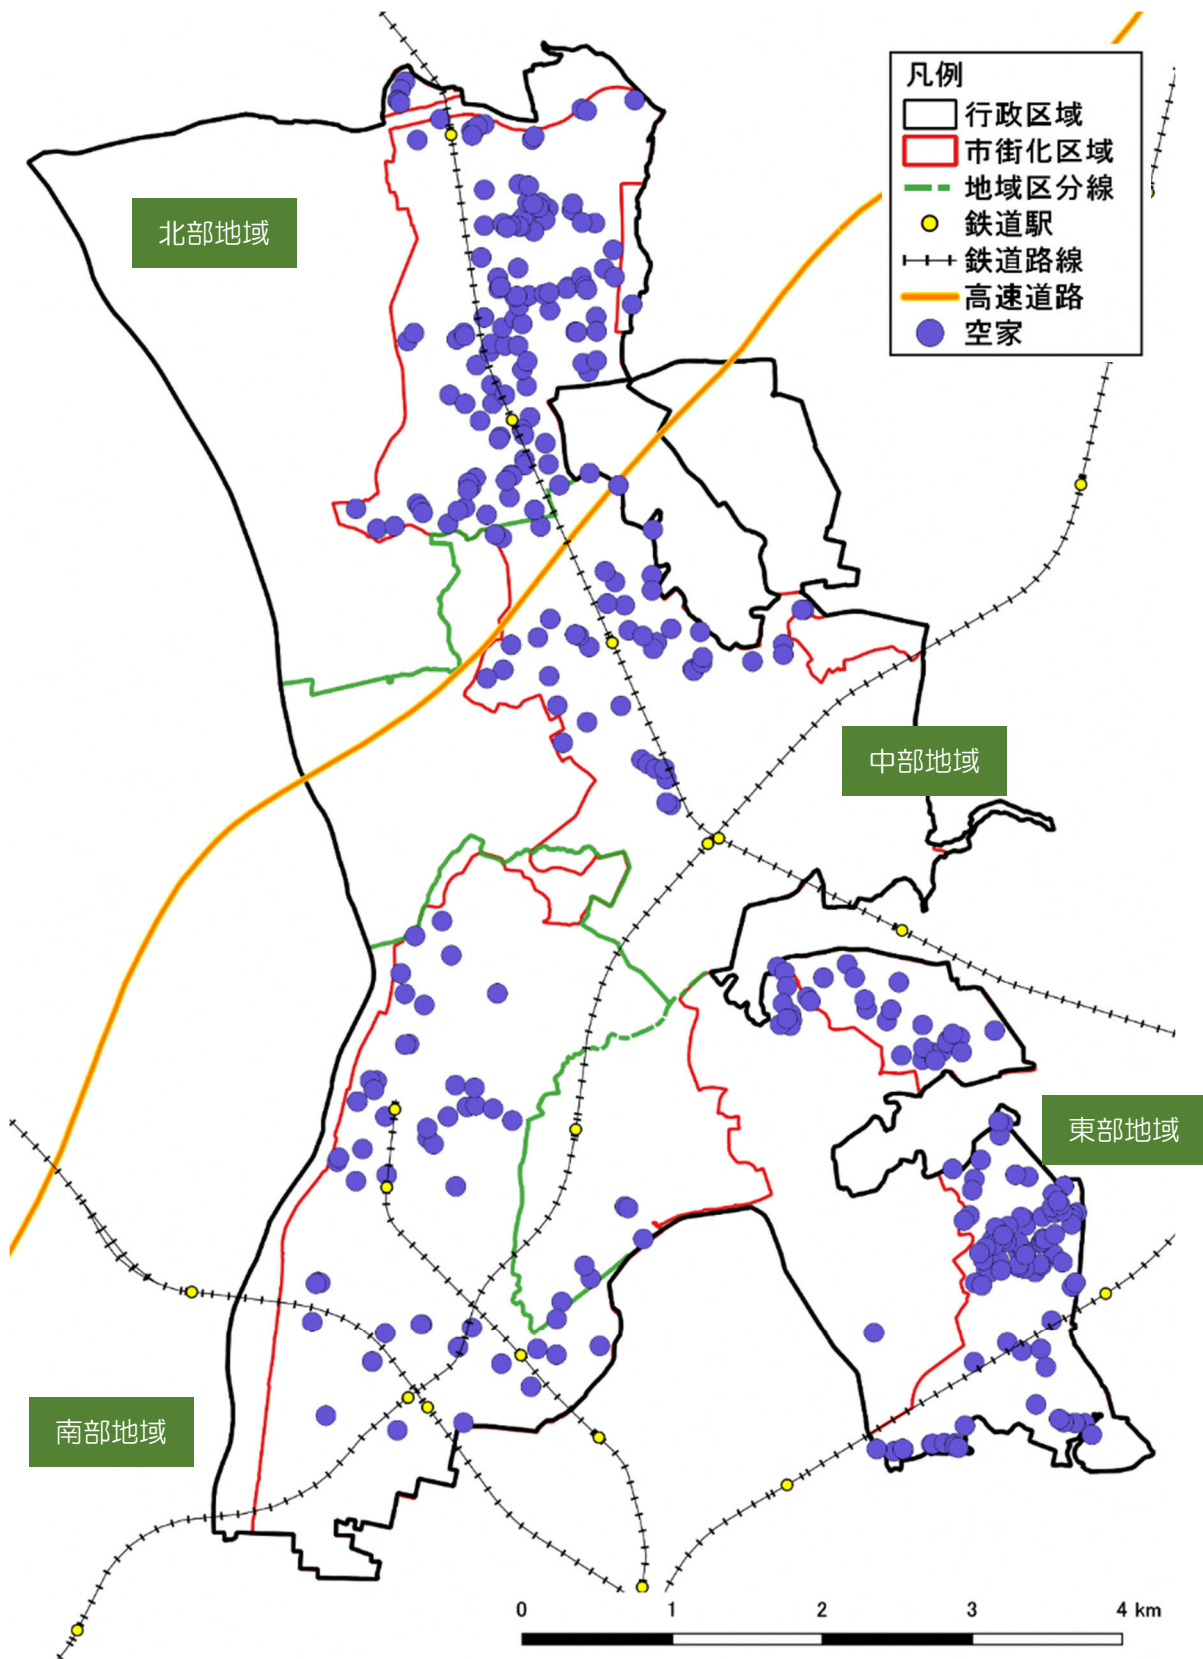 凡例
行政区域
市街化区域
地域区分線
鉄道駅
鉄道路線
高速道路
空家
北部地域
中部地域
東部地域
南部地域
0 1 2 3 4 km